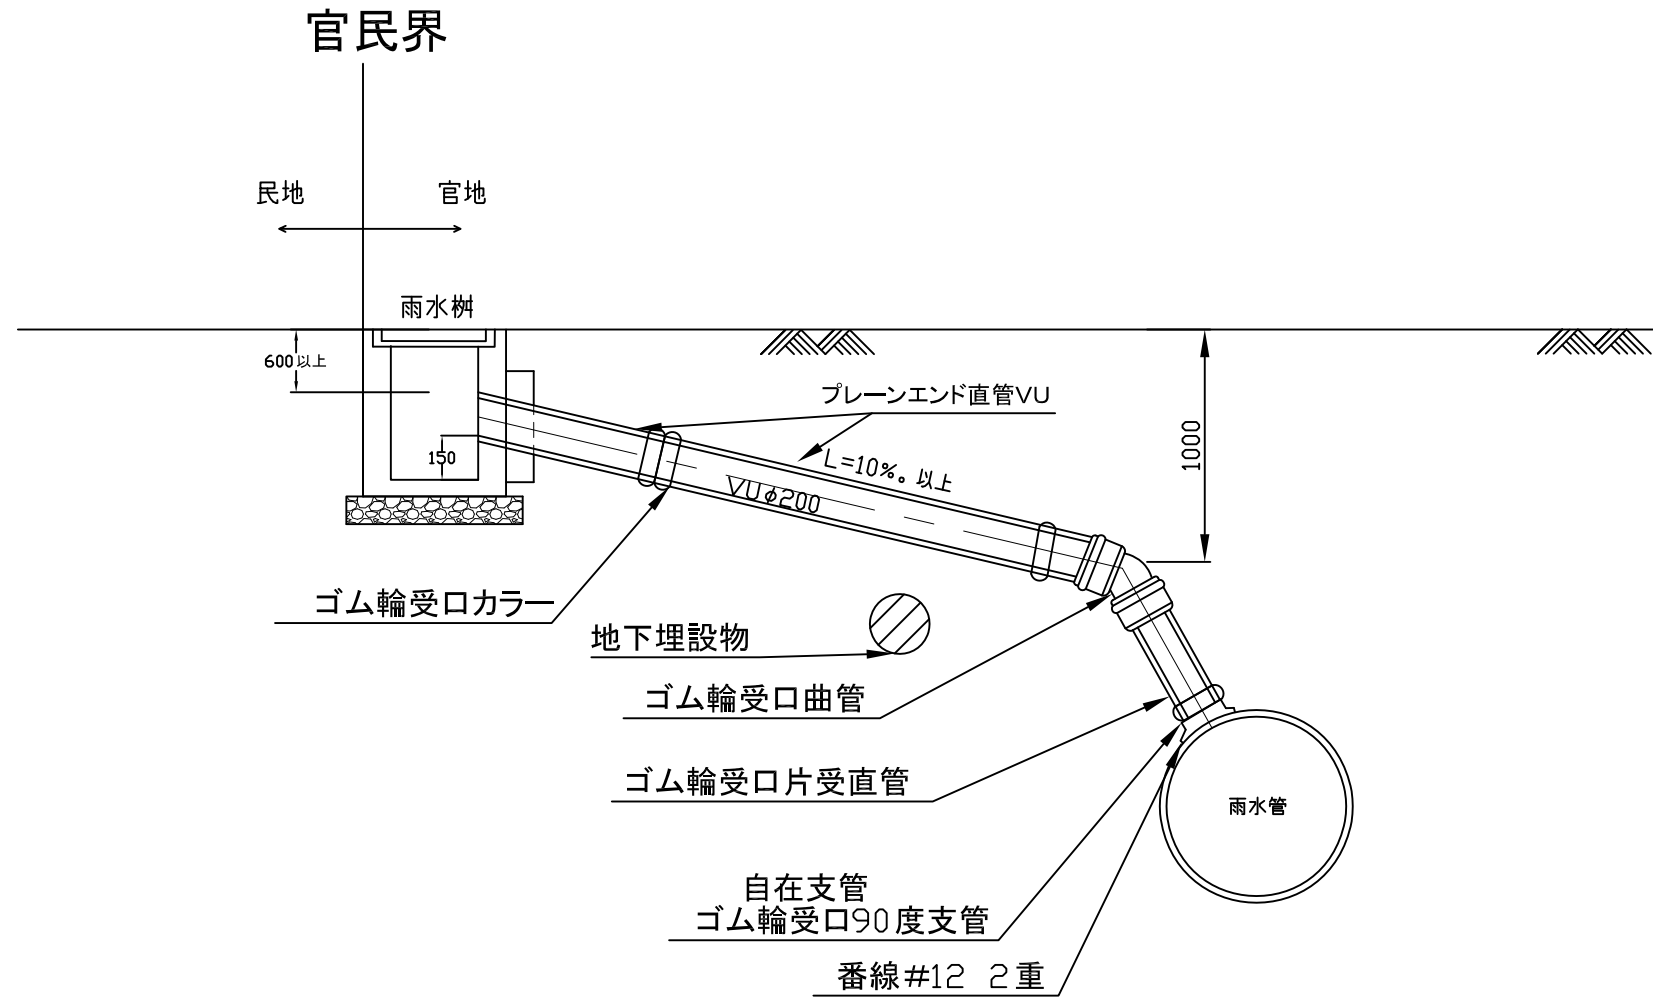 官民界
民地
官地
雨水桝
600以上
150
プレーンエンド直管VU
L=10‰以上
VUφ200
1000
ゴム輪受口カラー
地下埋設物
ゴム輪受口曲管
ゴム輪受口片受直管
雨水管
自在支管
ゴム輪受口90度支管
番線#12 2重